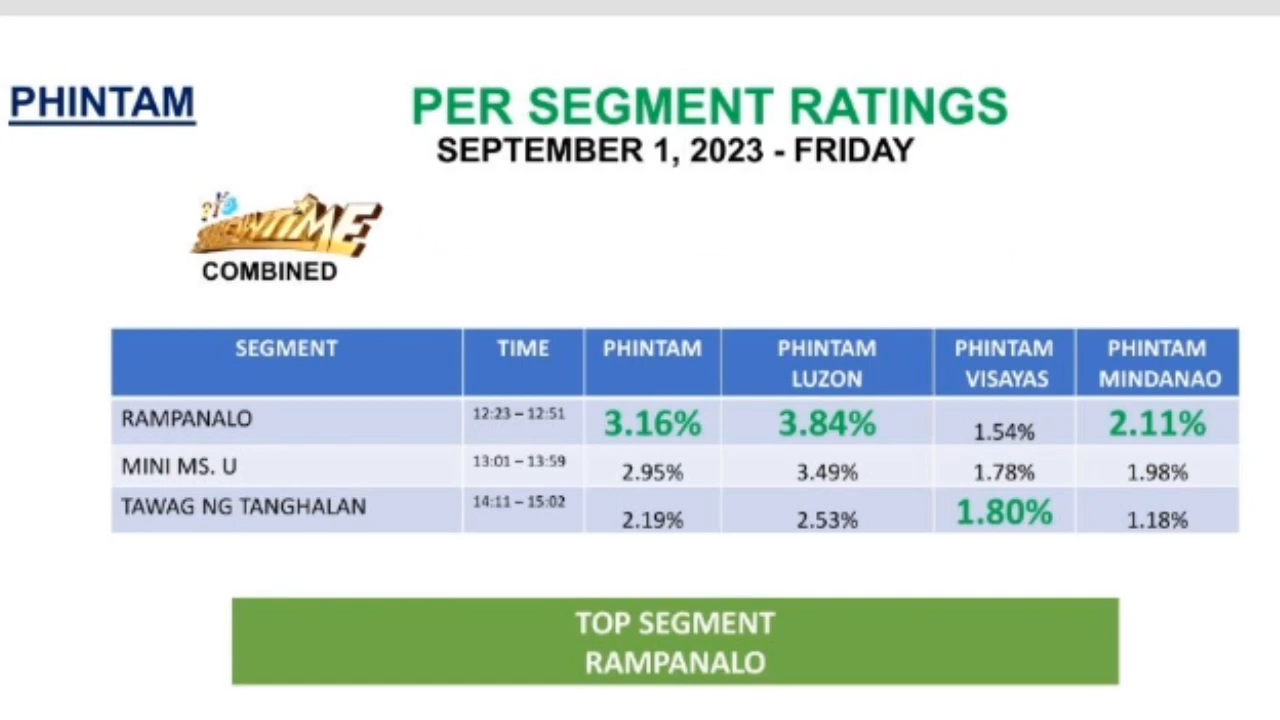 PHINTAM
PER SEGMENT RATINGS
SEPTEMBER 1, 2023 - FRIDAY
SHOWTIME
COMBINED
SEGMENT TIME PHINTAM PHINTAM LUZON PHINTAM VISAYAS PHINTAM MINDANAO
RAMPANALO 12:23 – 12:51 3.16% 3.84% 1.54% 2.11%
MINI MS. U 13:01 – 13:59 2.95% 3.49% 1.78% 1.98%
TAWAG NG TANGHALAN 14:11 – 15:02 2.19% 2.53% 1.80% 1.18%
TOP SEGMENT
RAMPANALO